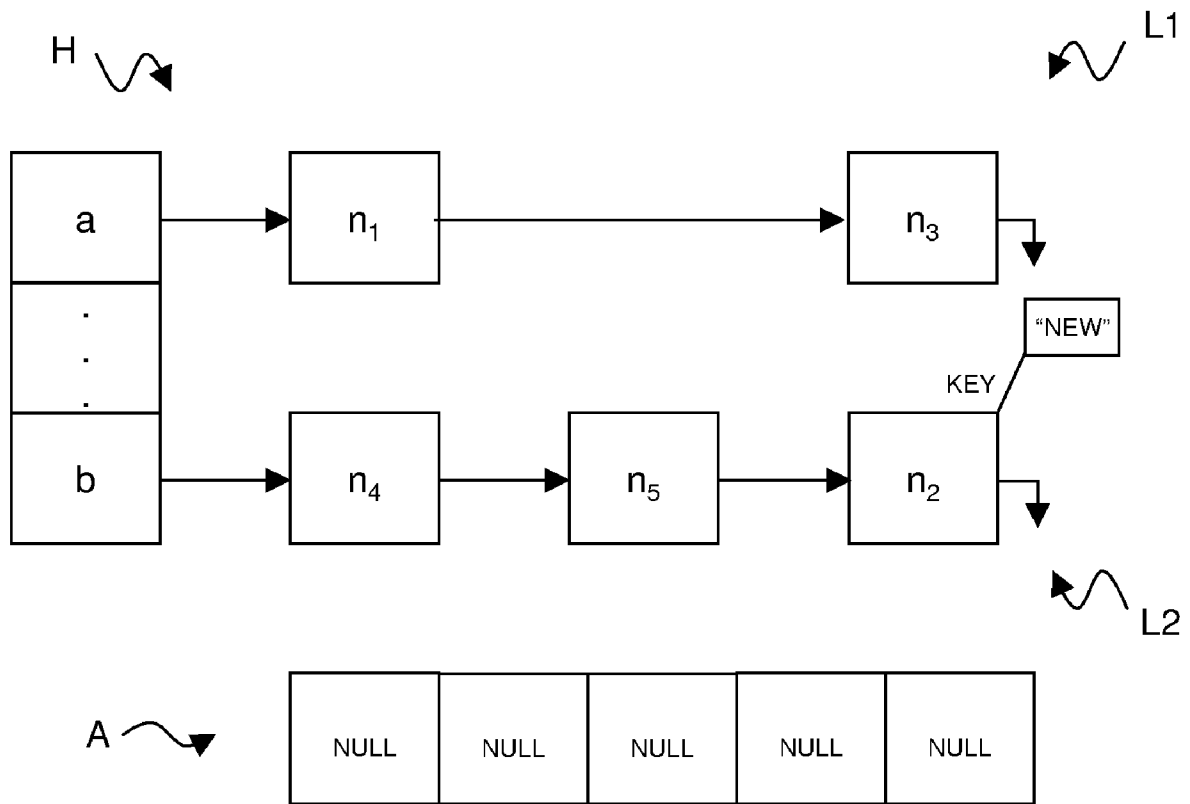 H
L1
a
n1
n3
.
.
.
“NEW”
KEY
b
n4
n5
n2
L2
A
NULL NULL NULL NULL NULL